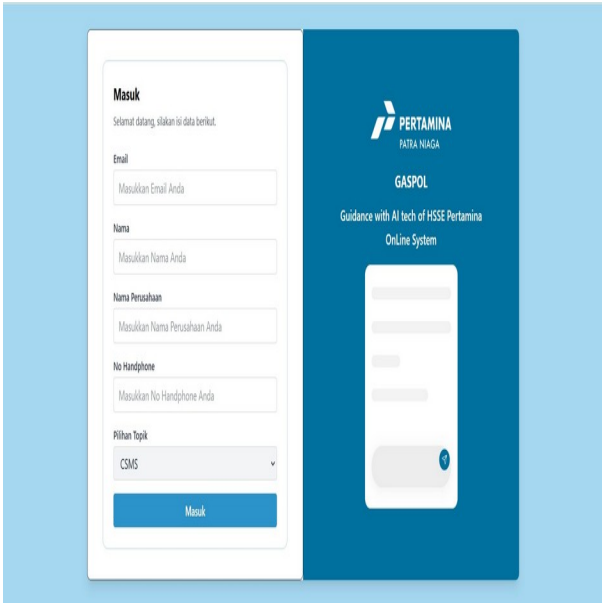 Masuk
Selamat datang, silakan isi data berikut.
Email
Masukkan Email Anda
Nama
Masukkan Nama Anda
Nama Perusahaan
Masukkan Nama Perusahaan Anda
No Handphone
Masukkan No Handphone Anda
Pilihan Topik
CSMS
Masuk
PERTAMINA
PATRA NIAGA
GASPOL
Guidance with AI tech of HSSE Pertamina
OnLine System